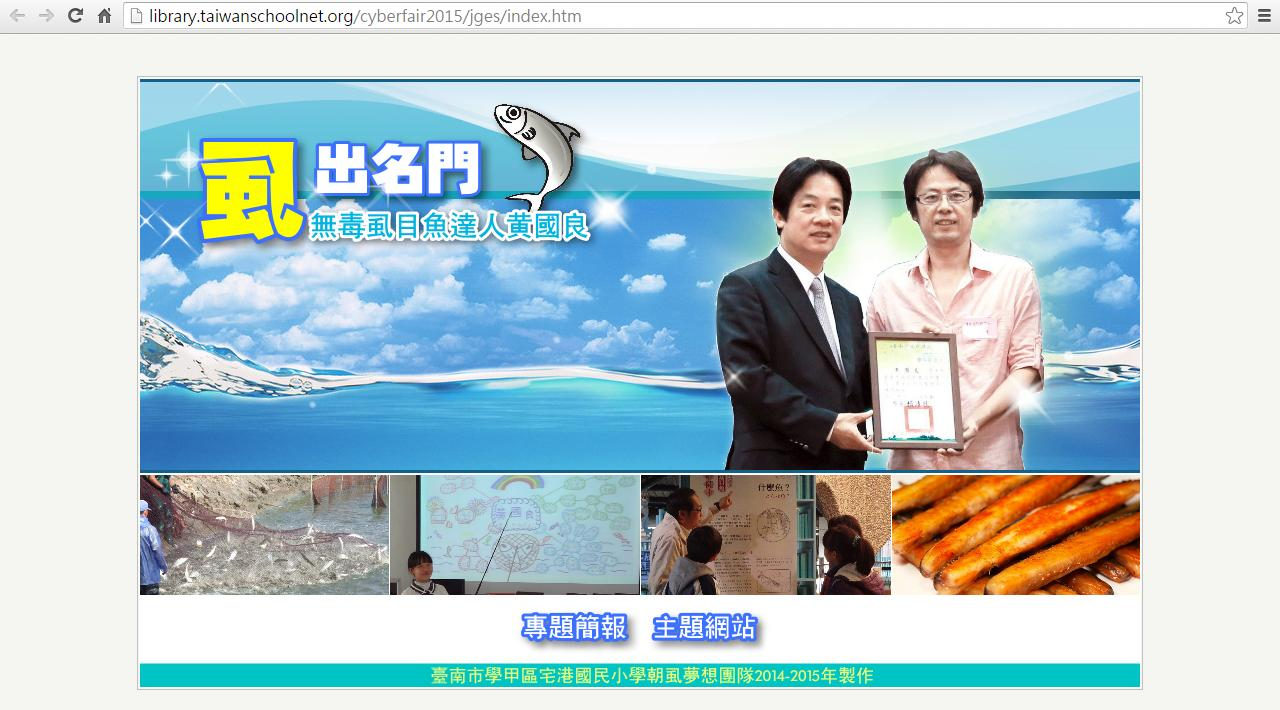 library.taiwanschoolnet.org/cyberfair2015/jges/index.htm
虱出名門
無毒虱目魚達人黃國良
什麼魚？
專題簡報 主題網站
臺南市學甲區宅港國民小學朝虱夢想團隊2014-2015年製作